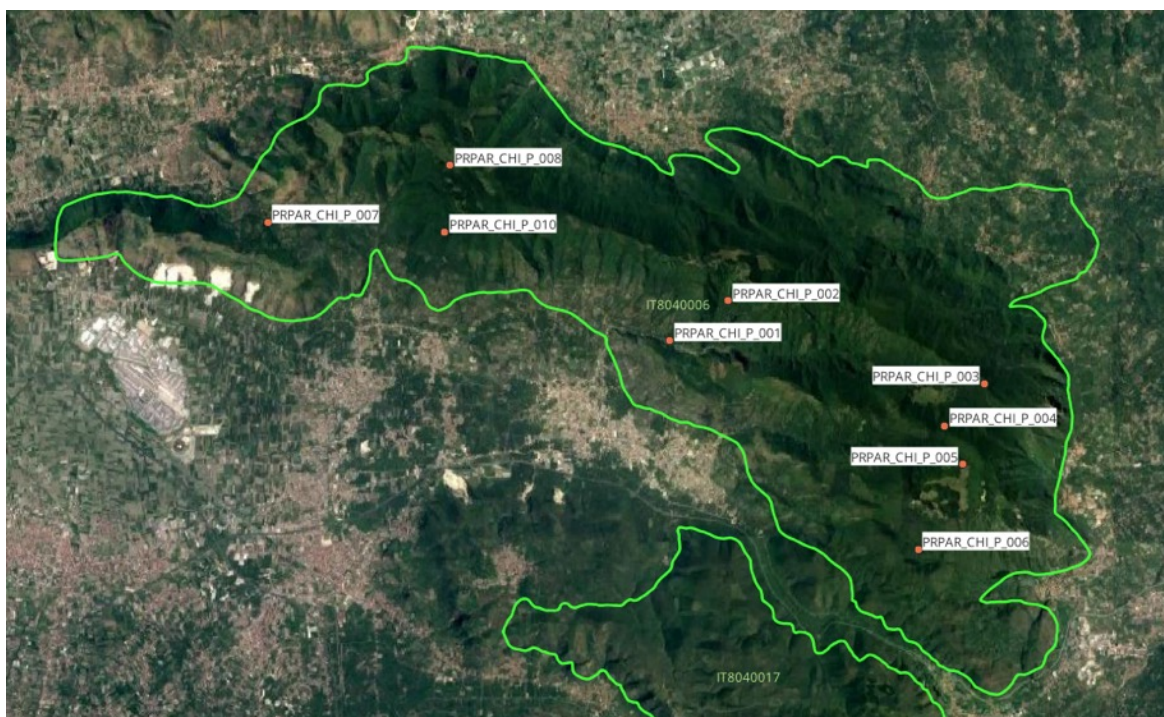 PRPAR_CHI_P_008
PRPAR_CHI_P_007
PRPAR_CHI_P_010
PRPAR_CHI_P_002
IT8040006
PRPAR_CHI_P_001
PRPAR_CHI_P_003
PRPAR_CHI_P_004
PRPAR_CHI_P_005
PRPAR_CHI_P_006
IT8040017